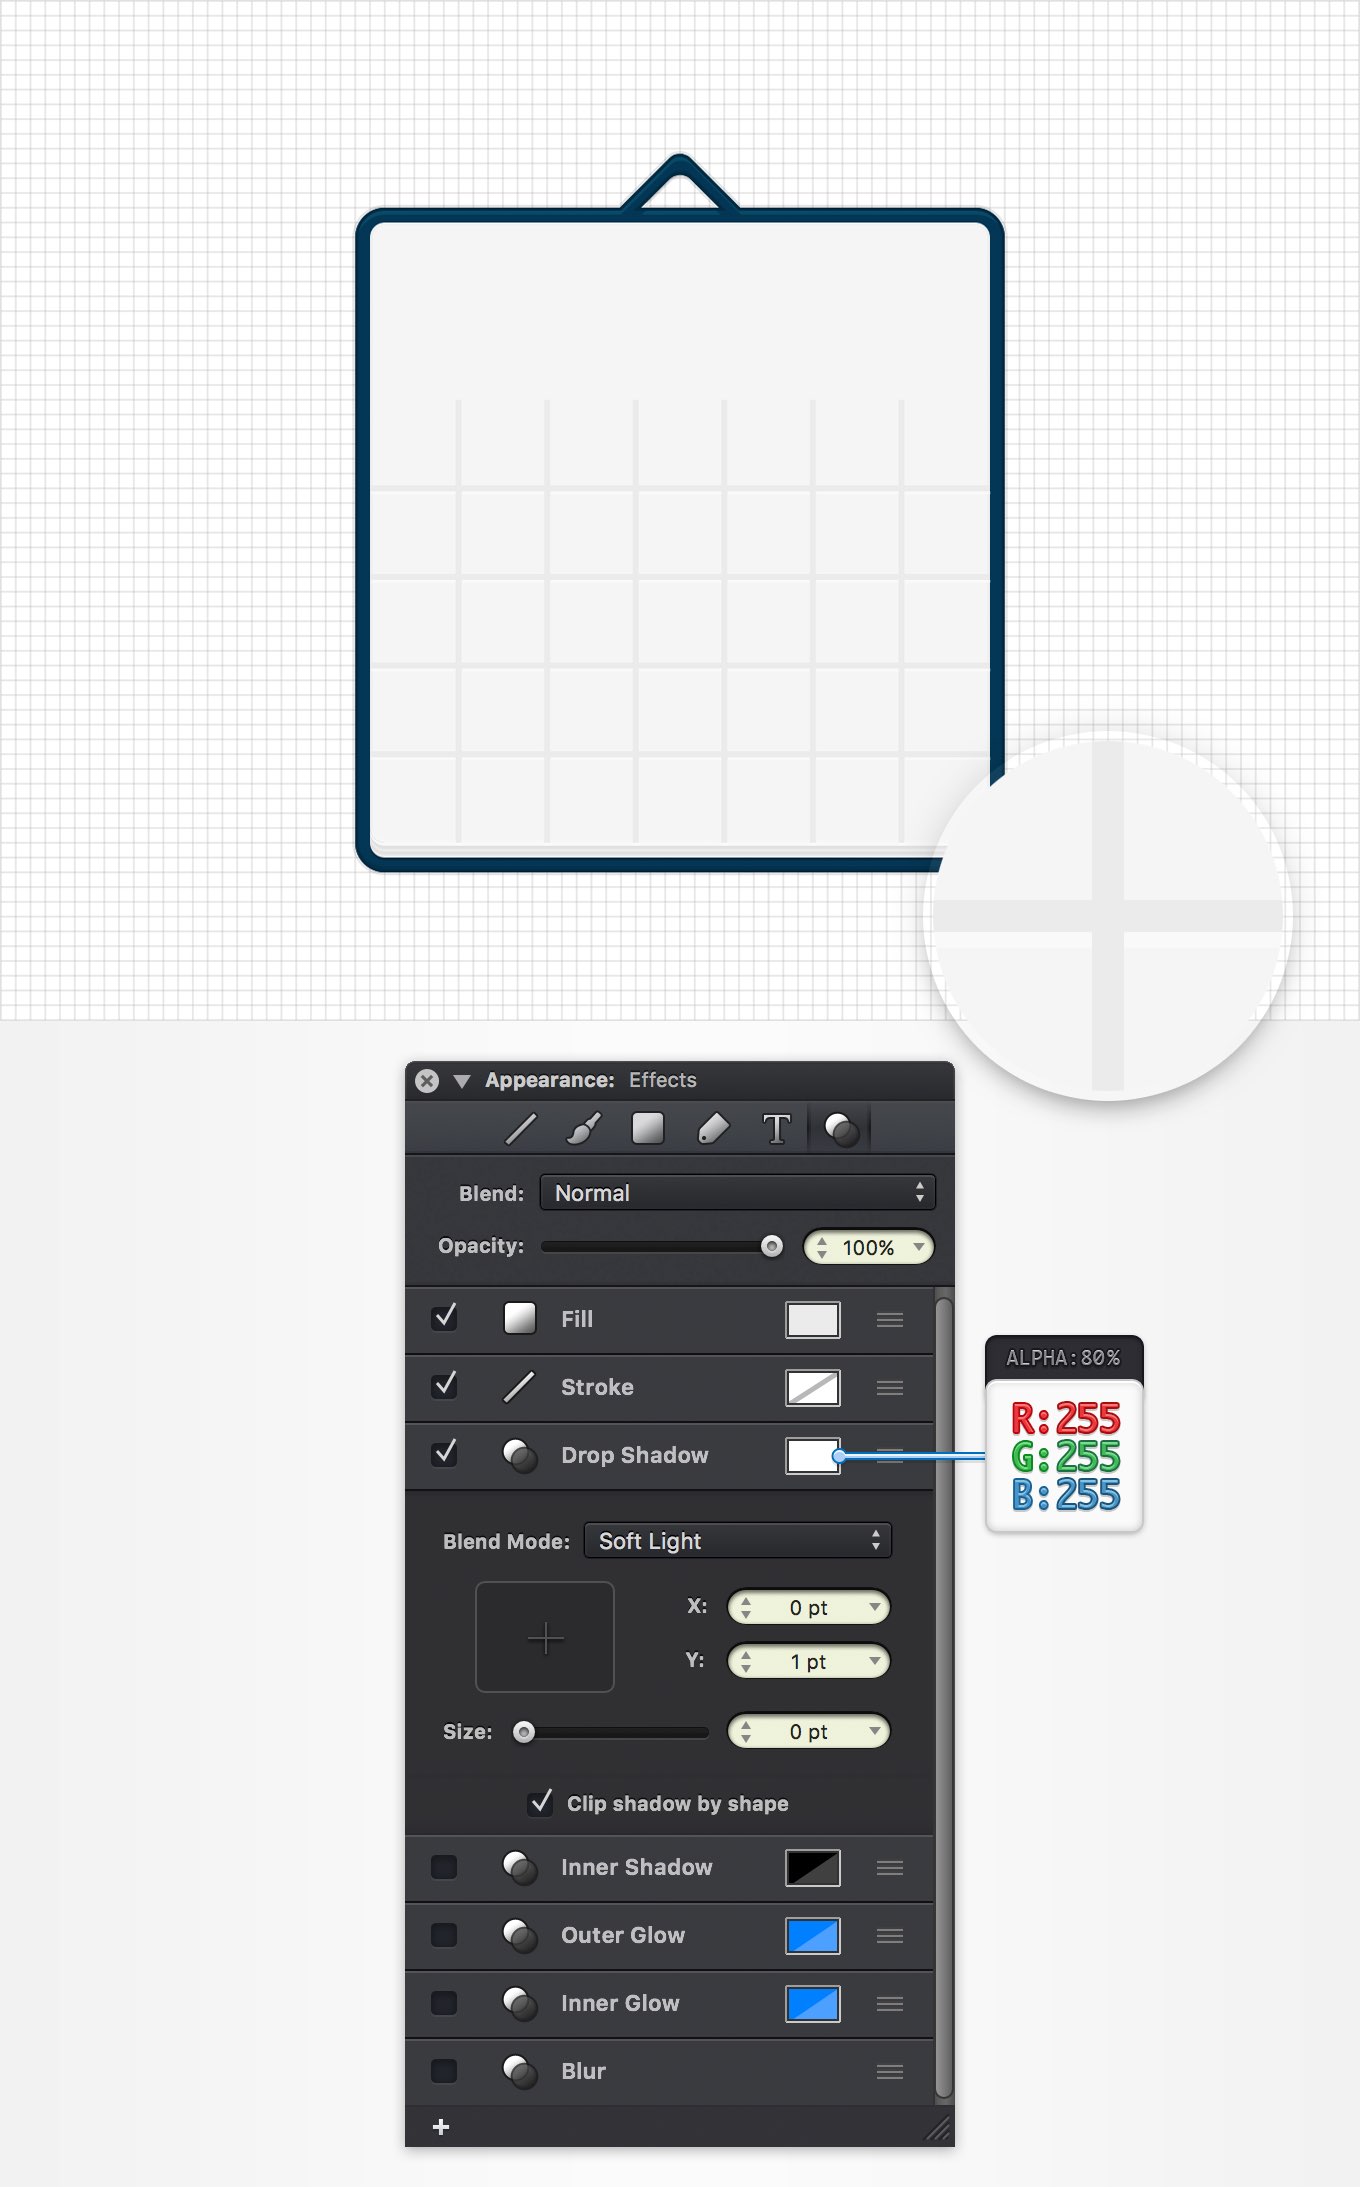 Appearance: Effects
T
Blend: Normal
Opacity: 100%
Fill
Stroke
Drop Shadow
ALPHA:80%
R:255
G:255
B:255
Blend Mode: Soft Light
X: 0 pt
Y: 1 pt
Size: 0 pt
Clip shadow by shape
Inner Shadow
Outer Glow
Inner Glow
Blur
+